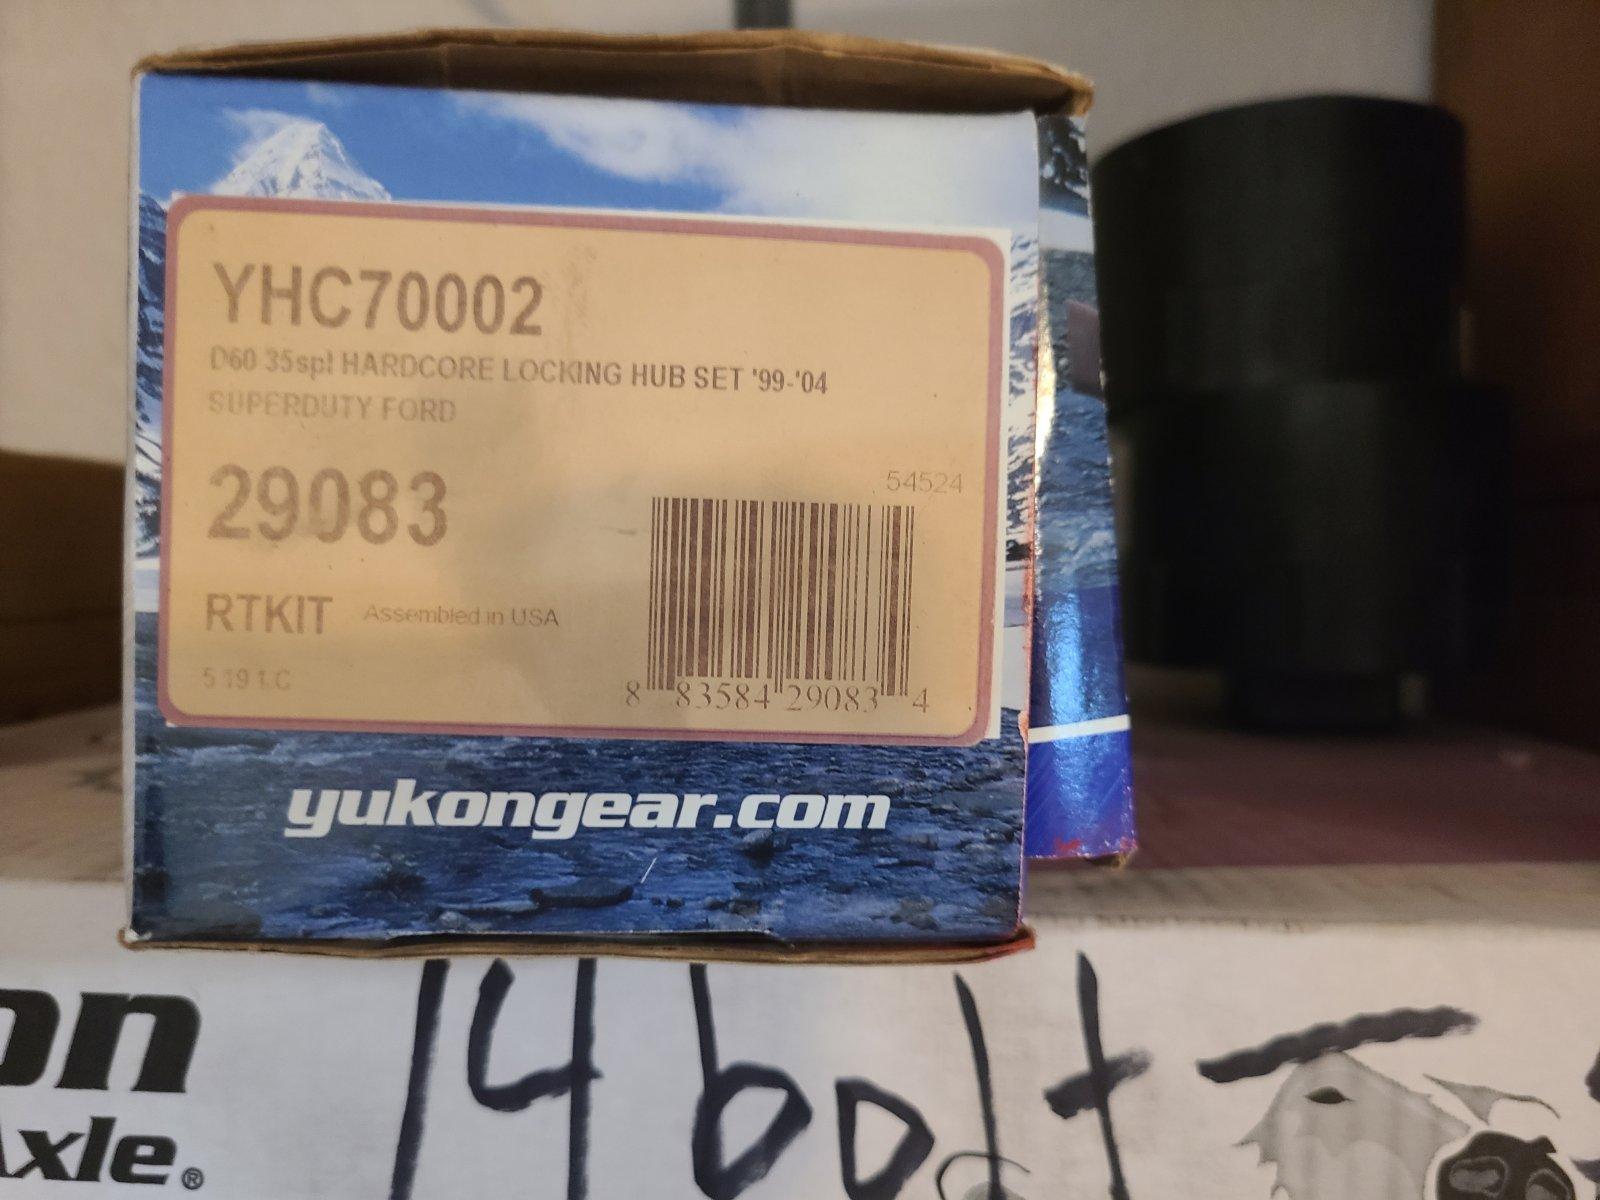 YHC70002
D60 35spl HARDCORE LOCKING HUB SET '99-'04
SUPERDUTY FORD
54524
29083
RTKIT Assembled in USA
8 83584 29083 4
yukongear.com
14 bolt -
on
Axle®